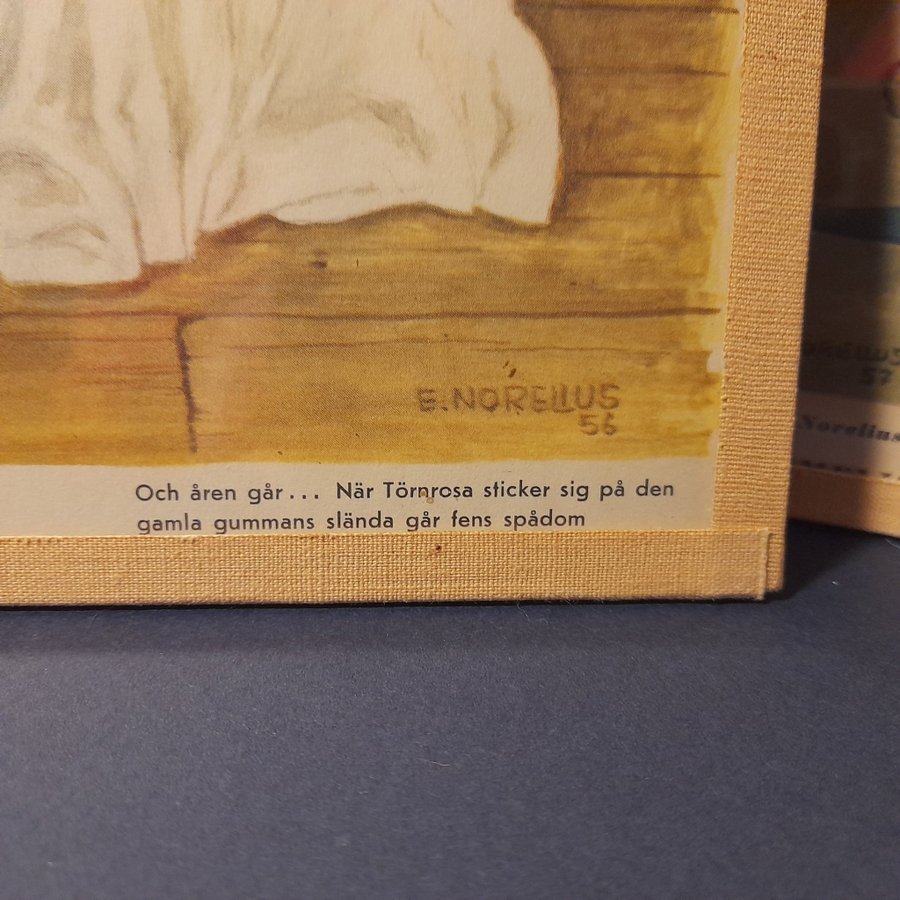 E. NORELIUS
56
Och åren går... När Törnrosa sticker sig på den
gamla gummans slända går fens spådom
57
Norelius